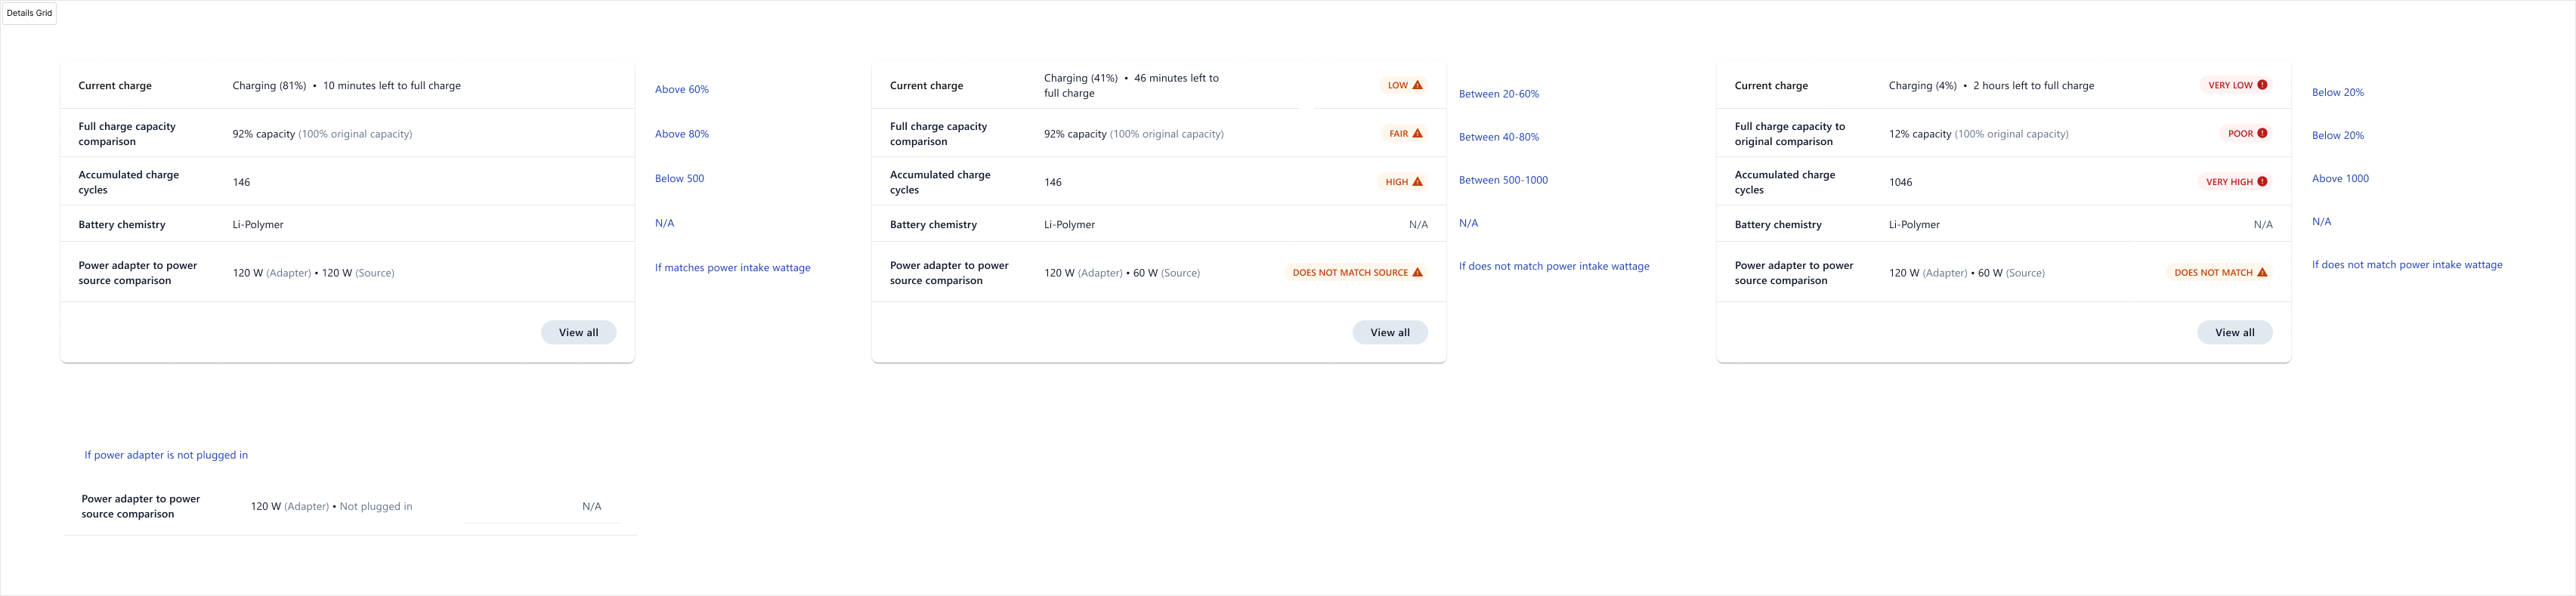 Details Grid
Current charge
Charging (81%) • 10 minutes left to full charge
Above 60%
Full charge capacity
comparison
92% capacity (100% original capacity)
Above 80%
Accumulated charge
cycles
146
Below 500
Battery chemistry
Li-Polymer
N/A
Power adapter to power
source comparison
120 W (Adapter) • 120 W (Source)
If matches power intake wattage
View all
Current charge
Charging (41%) • 46 minutes left to
full charge
LOW
Between 20-60%
Full charge capacity
comparison
92% capacity (100% original capacity)
FAIR
Between 40-80%
Accumulated charge
cycles
146
HIGH
Between 500-1000
Battery chemistry
Li-Polymer
N/A
N/A
Power adapter to power
source comparison
120 W (Adapter) • 60 W (Source)
DOES NOT MATCH SOURCE
If does not match power intake wattage
View all
Current charge
Charging (4%) • 2 hours left to full charge
VERY LOW
Below 20%
Full charge capacity to
original comparison
12% capacity (100% original capacity)
POOR
Below 20%
Accumulated charge
cycles
1046
VERY HIGH
Above 1000
Battery chemistry
Li-Polymer
N/A
N/A
Power adapter to power
source comparison
120 W (Adapter) • 60 W (Source)
DOES NOT MATCH
If does not match power intake wattage
View all
If power adapter is not plugged in
Power adapter to power
source comparison
120 W (Adapter) • Not plugged in
N/A